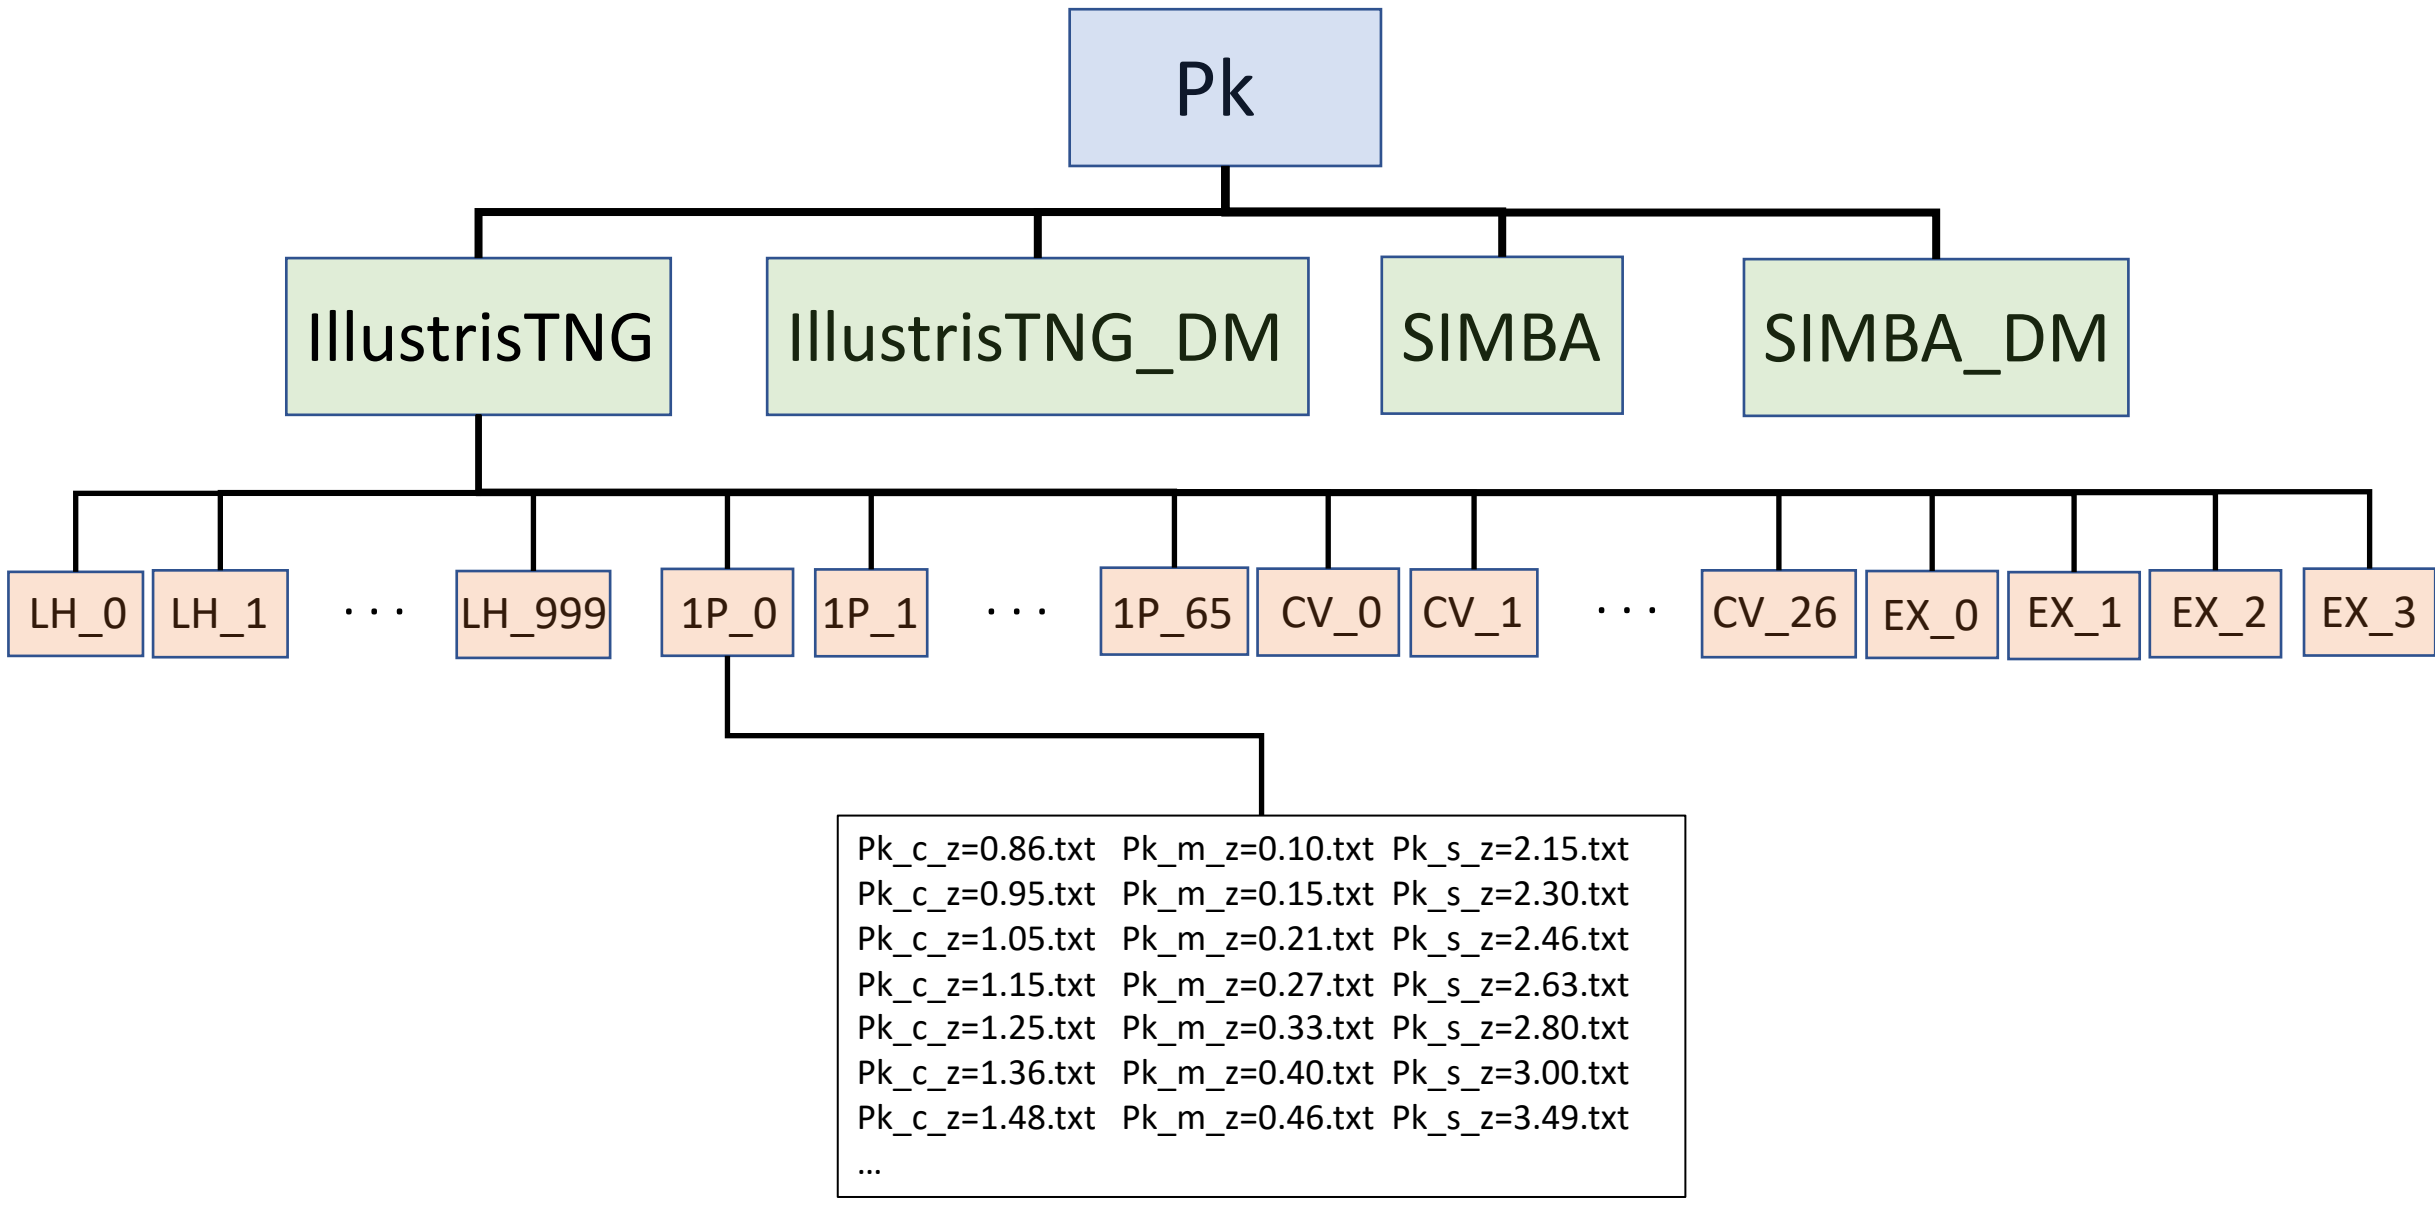 Pk
IllustrisTNG IllustrisTNG_DM SIMBA SIMBA_DM
LH_0 LH_1 . . . LH_999 1P_0 1P_1 . . . 1P_65 CV_0 CV_1 . . . CV_26 EX_0 EX_1 EX_2 EX_3
Pk_c_z=0.86.txt Pk_m_z=0.10.txt Pk_s_z=2.15.txt
Pk_c_z=0.95.txt Pk_m_z=0.15.txt Pk_s_z=2.30.txt
Pk_c_z=1.05.txt Pk_m_z=0.21.txt Pk_s_z=2.46.txt
Pk_c_z=1.15.txt Pk_m_z=0.27.txt Pk_s_z=2.63.txt
Pk_c_z=1.25.txt Pk_m_z=0.33.txt Pk_s_z=2.80.txt
Pk_c_z=1.36.txt Pk_m_z=0.40.txt Pk_s_z=3.00.txt
Pk_c_z=1.48.txt Pk_m_z=0.46.txt Pk_s_z=3.49.txt
...